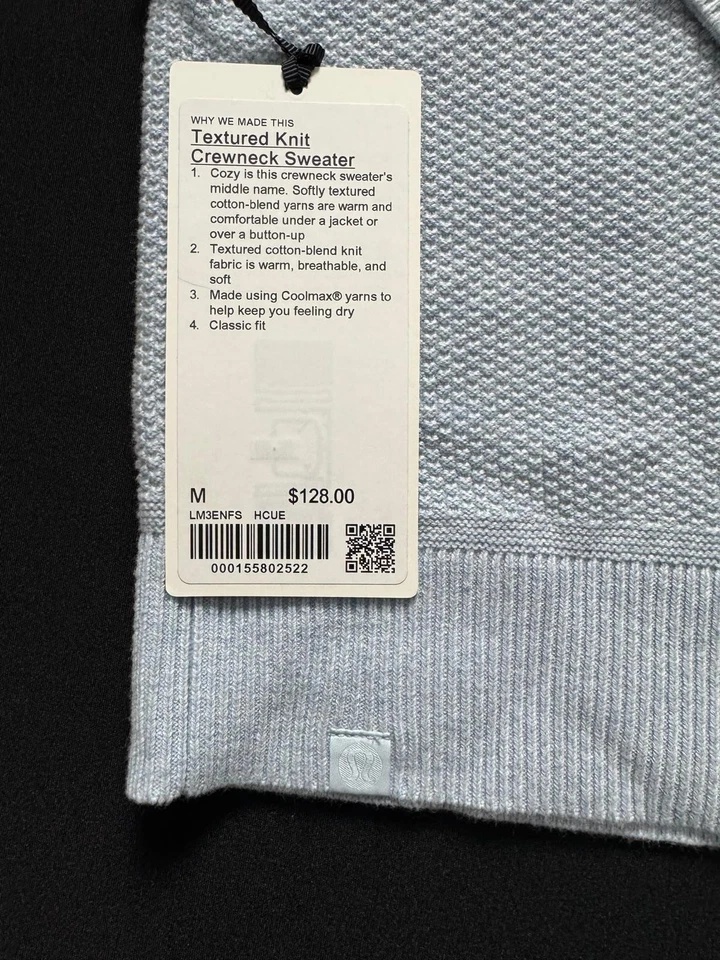 WHY WE MADE THIS
Textured Knit
Crewneck Sweater
1. Cozy is this crewneck sweater's
middle name. Softly textured
cotton-blend yarns are warm and
comfortable under a jacket or
over a button-up
2. Textured cotton-blend knit
fabric is warm, breathable, and
soft
3. Made using Coolmax® yarns to
help keep you feeling dry
4. Classic fit
M $128.00
LM3ENFS HCUE
000155802522